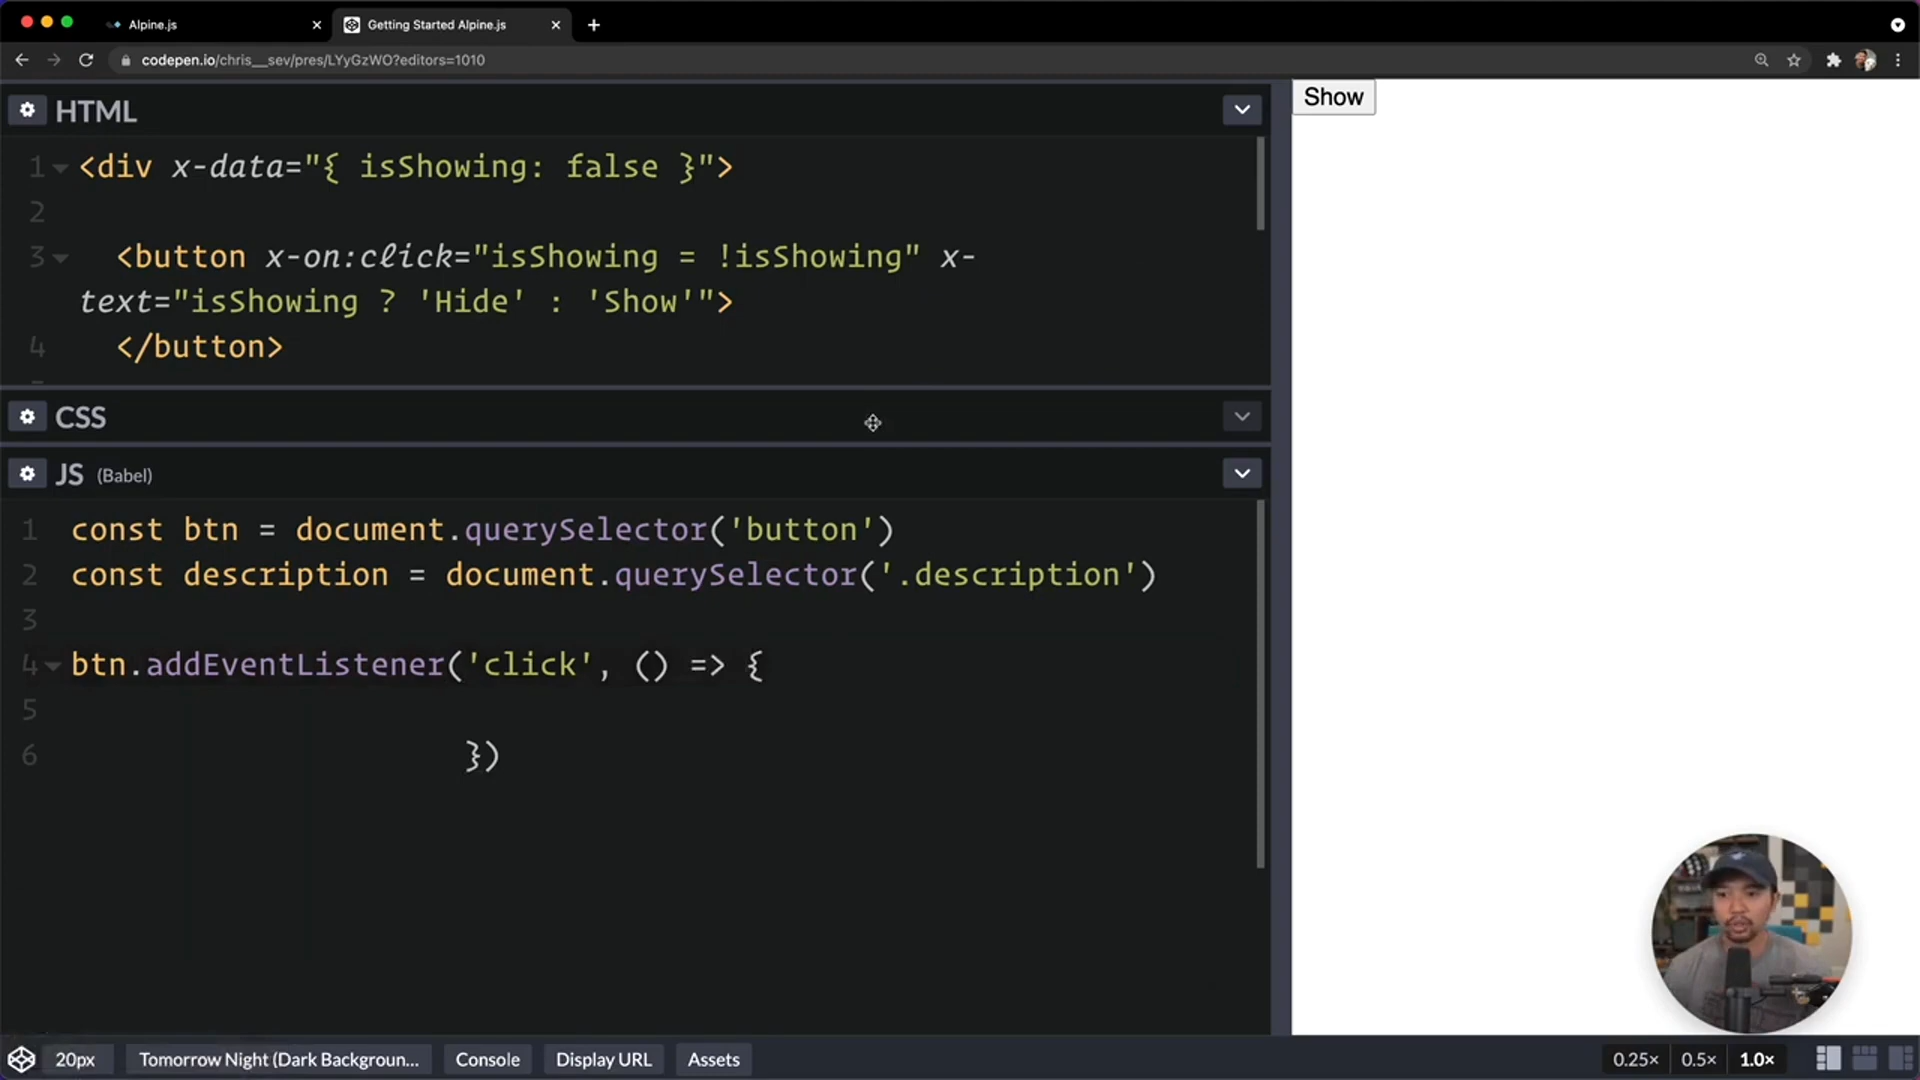 Alpine.js
Getting Started Alpine.js
codepen.io/chris__sev/pres/LYyGzWO?editors=1010
HTML
1 <div x-data="{ isShowing: false }">
2
3 <button x-on:click="isShowing = !isShowing" x-
text="isShowing ? 'Hide' : 'Show'">
4 </button>
Show
CSS
JS (Babel)
1 const btn = document.querySelector('button')
2 const description = document.querySelector('.description')
3
4 btn.addEventListener('click', () => {
5
6 })
20px
Tomorrow Night (Dark Backgroun...
Console
Display URL
Assets
0.25×
0.5×
1.0×